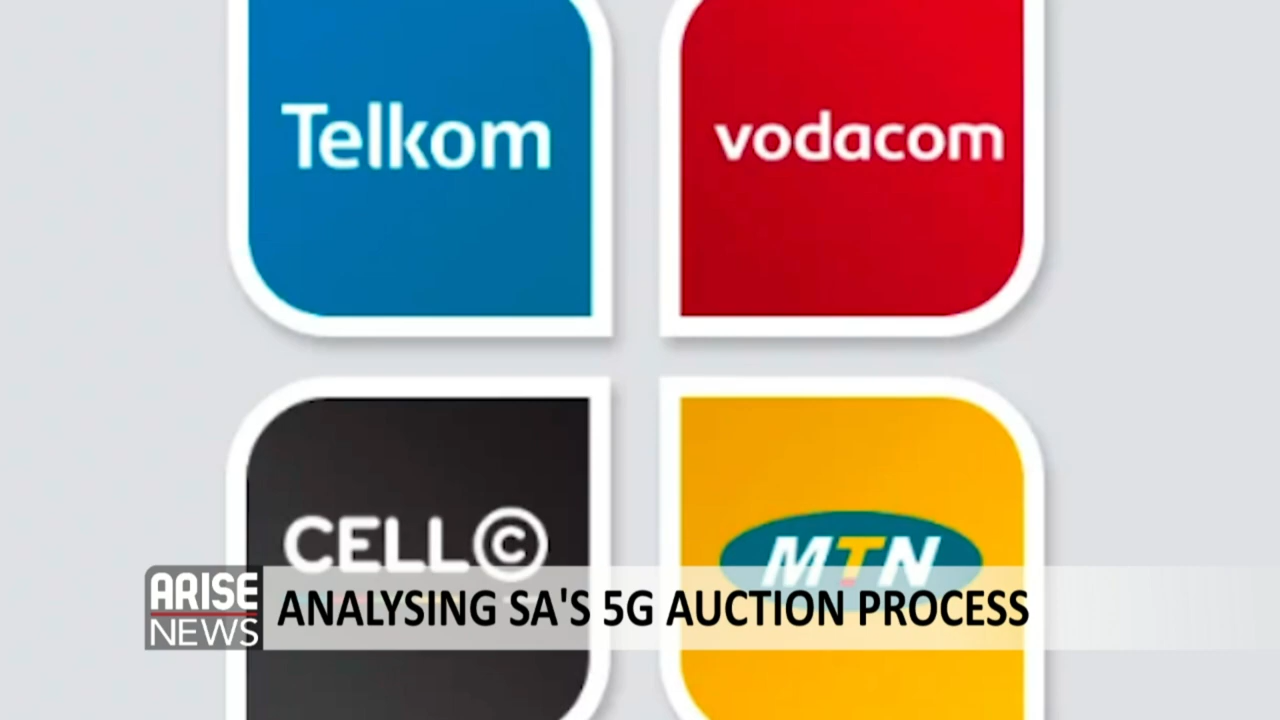 Telkom
vodacom
CELL C
MTN
ARISE
NEWS
ANALYSING SA'S 5G AUCTION PROCESS